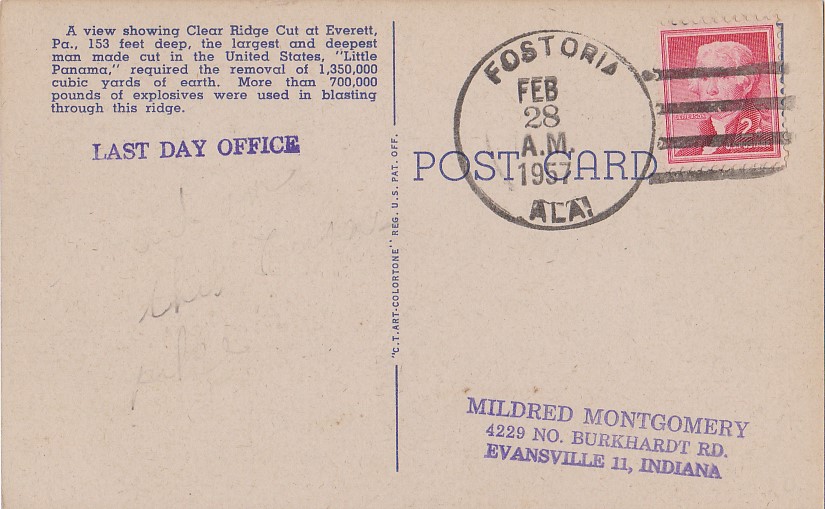 A view showing Clear Ridge Cut at Everett,
Pa., 153 feet deep, the largest and deepest
man made cut in the United States, "Little
Panama," required the removal of 1,350,000
cubic yards of earth. More than 700,000
pounds of explosives were used in blasting
through this ridge.
LAST DAY OFFICE
"C.T. ART-COLORTONE" REG. U.S. PAT. OFF.
POST CARD
FOSTORIA
FEB
28
A.M.
1957
ALA.
JEFFERSON
2¢
MILDRED MONTGOMERY
4229 NO. BURKHARDT RD.
EVANSVILLE 11, INDIANA